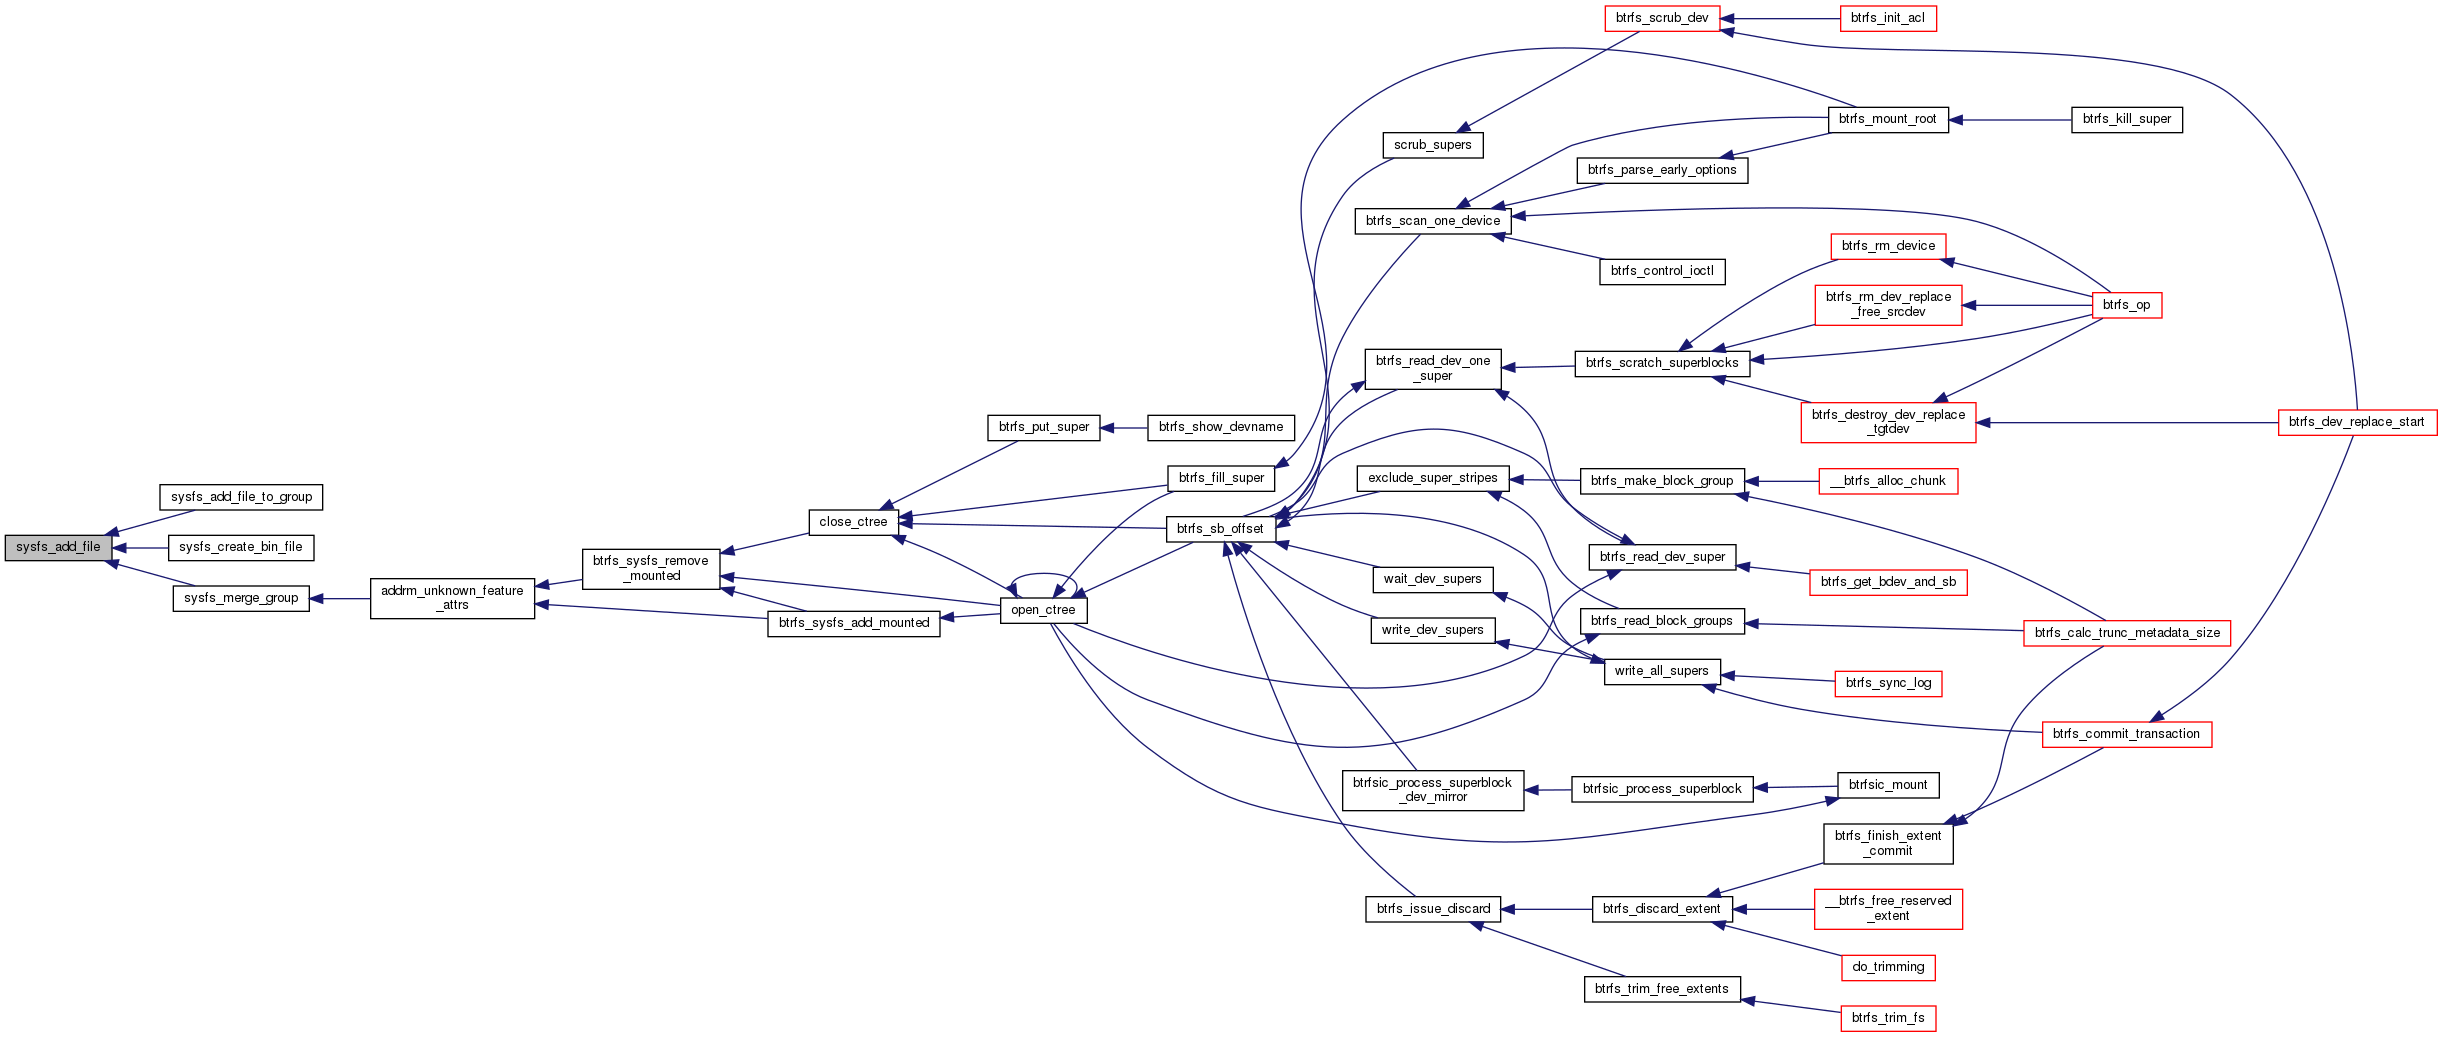 sysfs_add_file
sysfs_add_file_to_group
sysfs_create_bin_file
sysfs_merge_group
addrm_unknown_feature
_attrs
btrfs_sysfs_remove
_mounted
btrfs_sysfs_add_mounted
close_ctree
open_ctree
btrfs_put_super
btrfs_show_devname
btrfs_fill_super
btrfs_sb_offset
scrub_supers
btrfs_scan_one_device
btrfs_read_dev_one
_super
exclude_super_stripes
wait_dev_supers
write_dev_supers
btrfsic_process_superblock
_dev_mirror
btrfs_issue_discard
btrfs_scrub_dev
btrfs_parse_early_options
btrfs_control_ioctl
btrfs_scratch_superblocks
btrfs_make_block_group
btrfs_read_dev_super
btrfs_read_block_groups
write_all_supers
btrfsic_process_superblock
btrfs_discard_extent
btrfs_trim_free_extents
btrfs_init_acl
btrfs_mount_root
btrfs_rm_device
btrfs_rm_dev_replace
_free_srcdev
btrfs_destroy_dev_replace
_tgtdev
__btrfs_alloc_chunk
btrfs_get_bdev_and_sb
btrfs_sync_log
btrfsic_mount
btrfs_finish_extent
_commit
__btrfs_free_reserved
_extent
do_trimming
btrfs_trim_fs
btrfs_kill_super
btrfs_op
btrfs_calc_trunc_metadata_size
btrfs_commit_transaction
btrfs_dev_replace_start